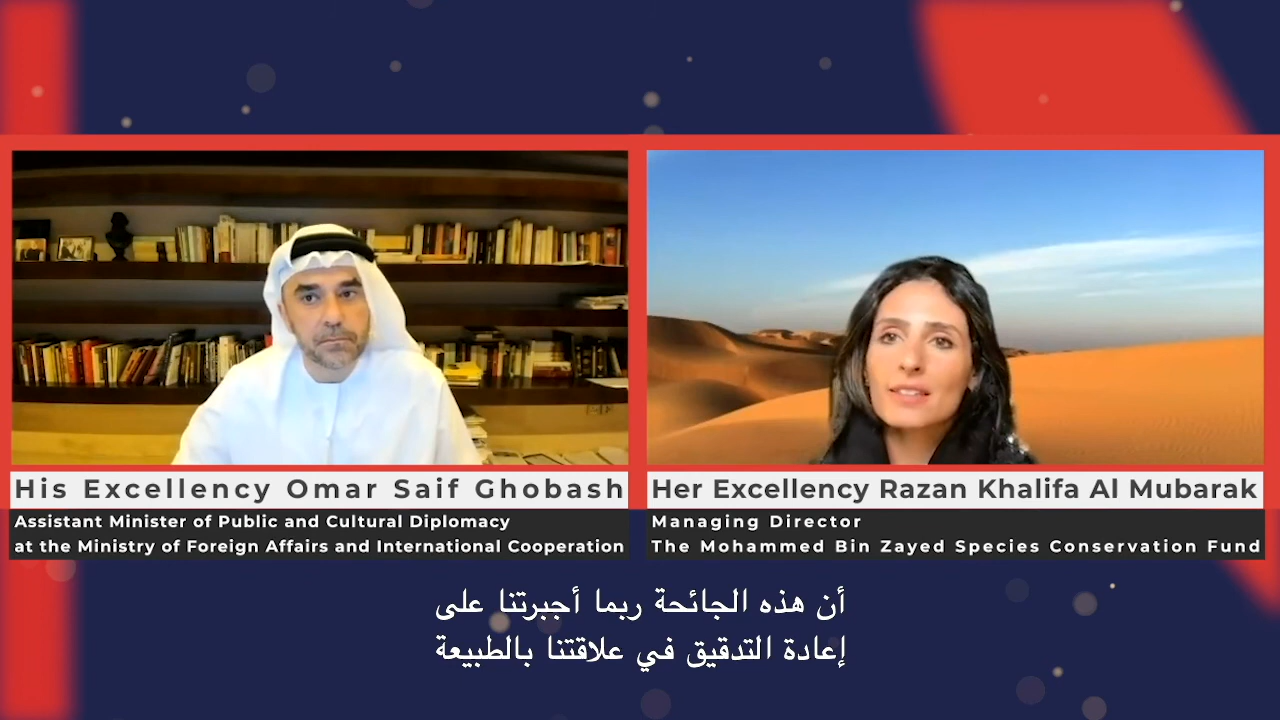 His Excellency Omar Saif Ghobash
Assistant Minister of Public and Cultural Diplomacy
at the Ministry of Foreign Affairs and International Cooperation
Her Excellency Razan Khalifa Al Mubarak
Managing Director
The Mohammed Bin Zayed Species Conservation Fund
أن هذه الجائحة ربما أجبرتنا على
إعادة التدقيق في علاقتنا بالطبيعة